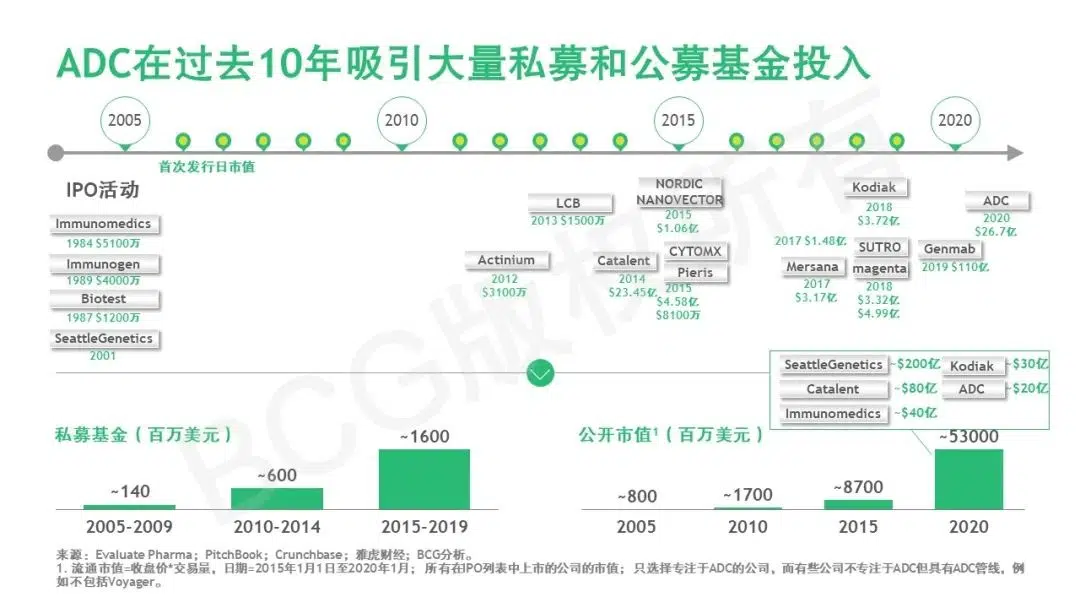 ADC在过去10年吸引大量私募和公募基金投入
2005
2010
2015
2020
首次发行日市值
IPO活动
Immunomedics
1984 $5100万
Immunogen
1989 $4000万
Biotest
1987 $1200万
SeattleGenetics
2001
Actinium
2012
$3100万
LCB
2013 $1500万
Catalent
2014
$23.45亿
NORDIC
NANOVECTOR
2015
$1.06亿
CYTOMX
Pieris
2015
$4.58亿
$8100万
2017 $1.48亿
Mersana
2017
$3.17亿
Kodiak
2018
$3.72亿
SUTRO
magenta
2018
$3.32亿
$4.99亿
Genmab
2019 $110亿
ADC
2020
$26.7亿
SeattleGenetics ~$200亿 Kodiak ~$30亿
Catalent ~$80亿 ADC ~$20亿
Immunomedics ~$40亿
私募基金（百万美元）
~140
~600
~1600
2005-2009
2010-2014
2015-2019
公开市值1（百万美元）
~800
~1700
~8700
~53000
2005
2010
2015
2020
来源：Evaluate Pharma；PitchBook；Crunchbase；雅虎财经；BCG分析。
1. 流通市值=收盘价*交易量，日期=2015年1月1日至2020年1月； 所有在IPO列表中上市的公司的市值； 只选择专注于ADC的公司，而有些公司不专注于ADC但具有ADC管线，例
如不包括Voyager。
BCG版权所有